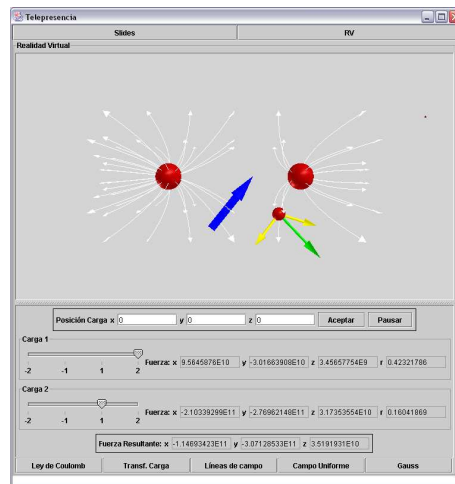 Telepresencia
Slides RV
Realidad Virtual
Posición Carga x 0 y 0 z 0 Aceptar Pausar
Carga 1
-2 -1 1 2
Fuerza: x 9.5645876E10 y -3.01663908E10 z 3.45657754E9 r 0.42321786
Carga 2
-2 -1 1 2
Fuerza: x -2.10339299E11 y -2.76962148E11 z 3.17353554E10 r 0.16041869
Fuerza Resultante: x -1.14693423E11 y -3.07128533E11 z 3.5191931E10
Ley de Coulomb Transf. Carga Líneas de campo Campo Uniforme Gauss